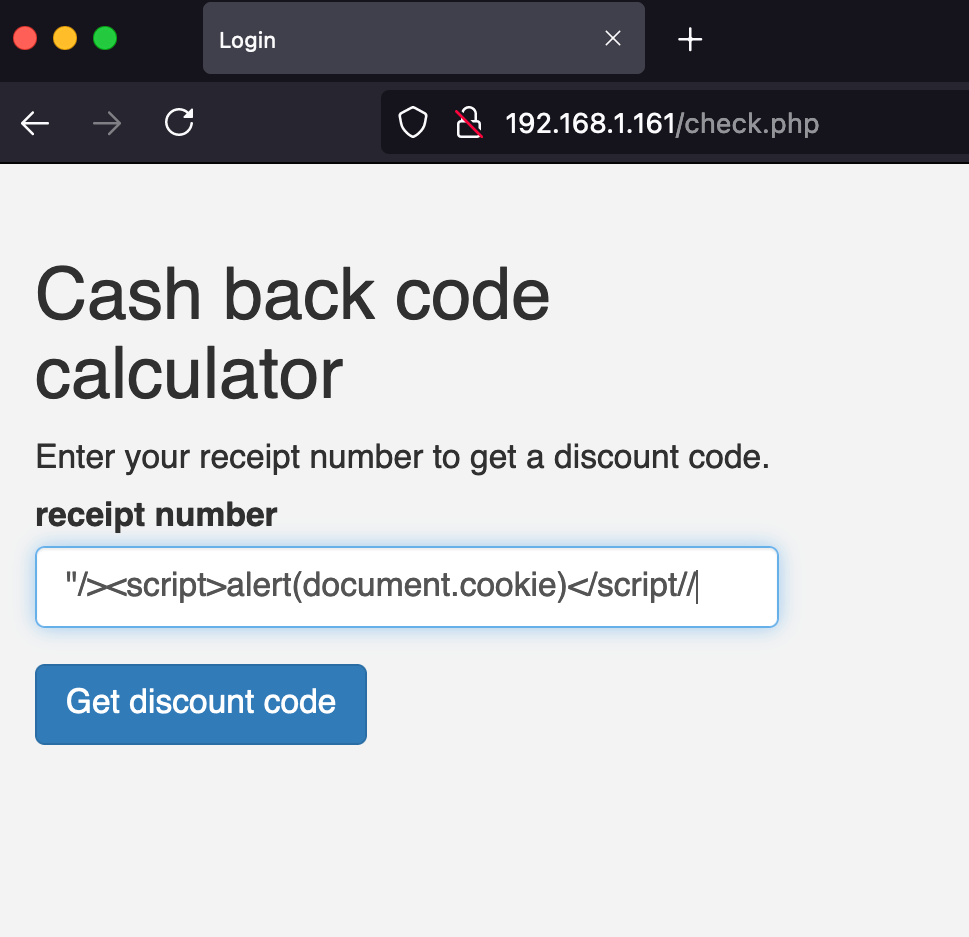 Login
192.168.1.161/check.php
Cash back code
calculator
Enter your receipt number to get a discount code.
receipt number
"/><script>alert(document.cookie)</script//
Get discount code